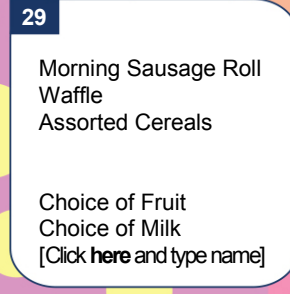 29
Morning Sausage Roll
Waffle
Assorted Cereals
Choice of Fruit
Choice of Milk
[Click here and type name]